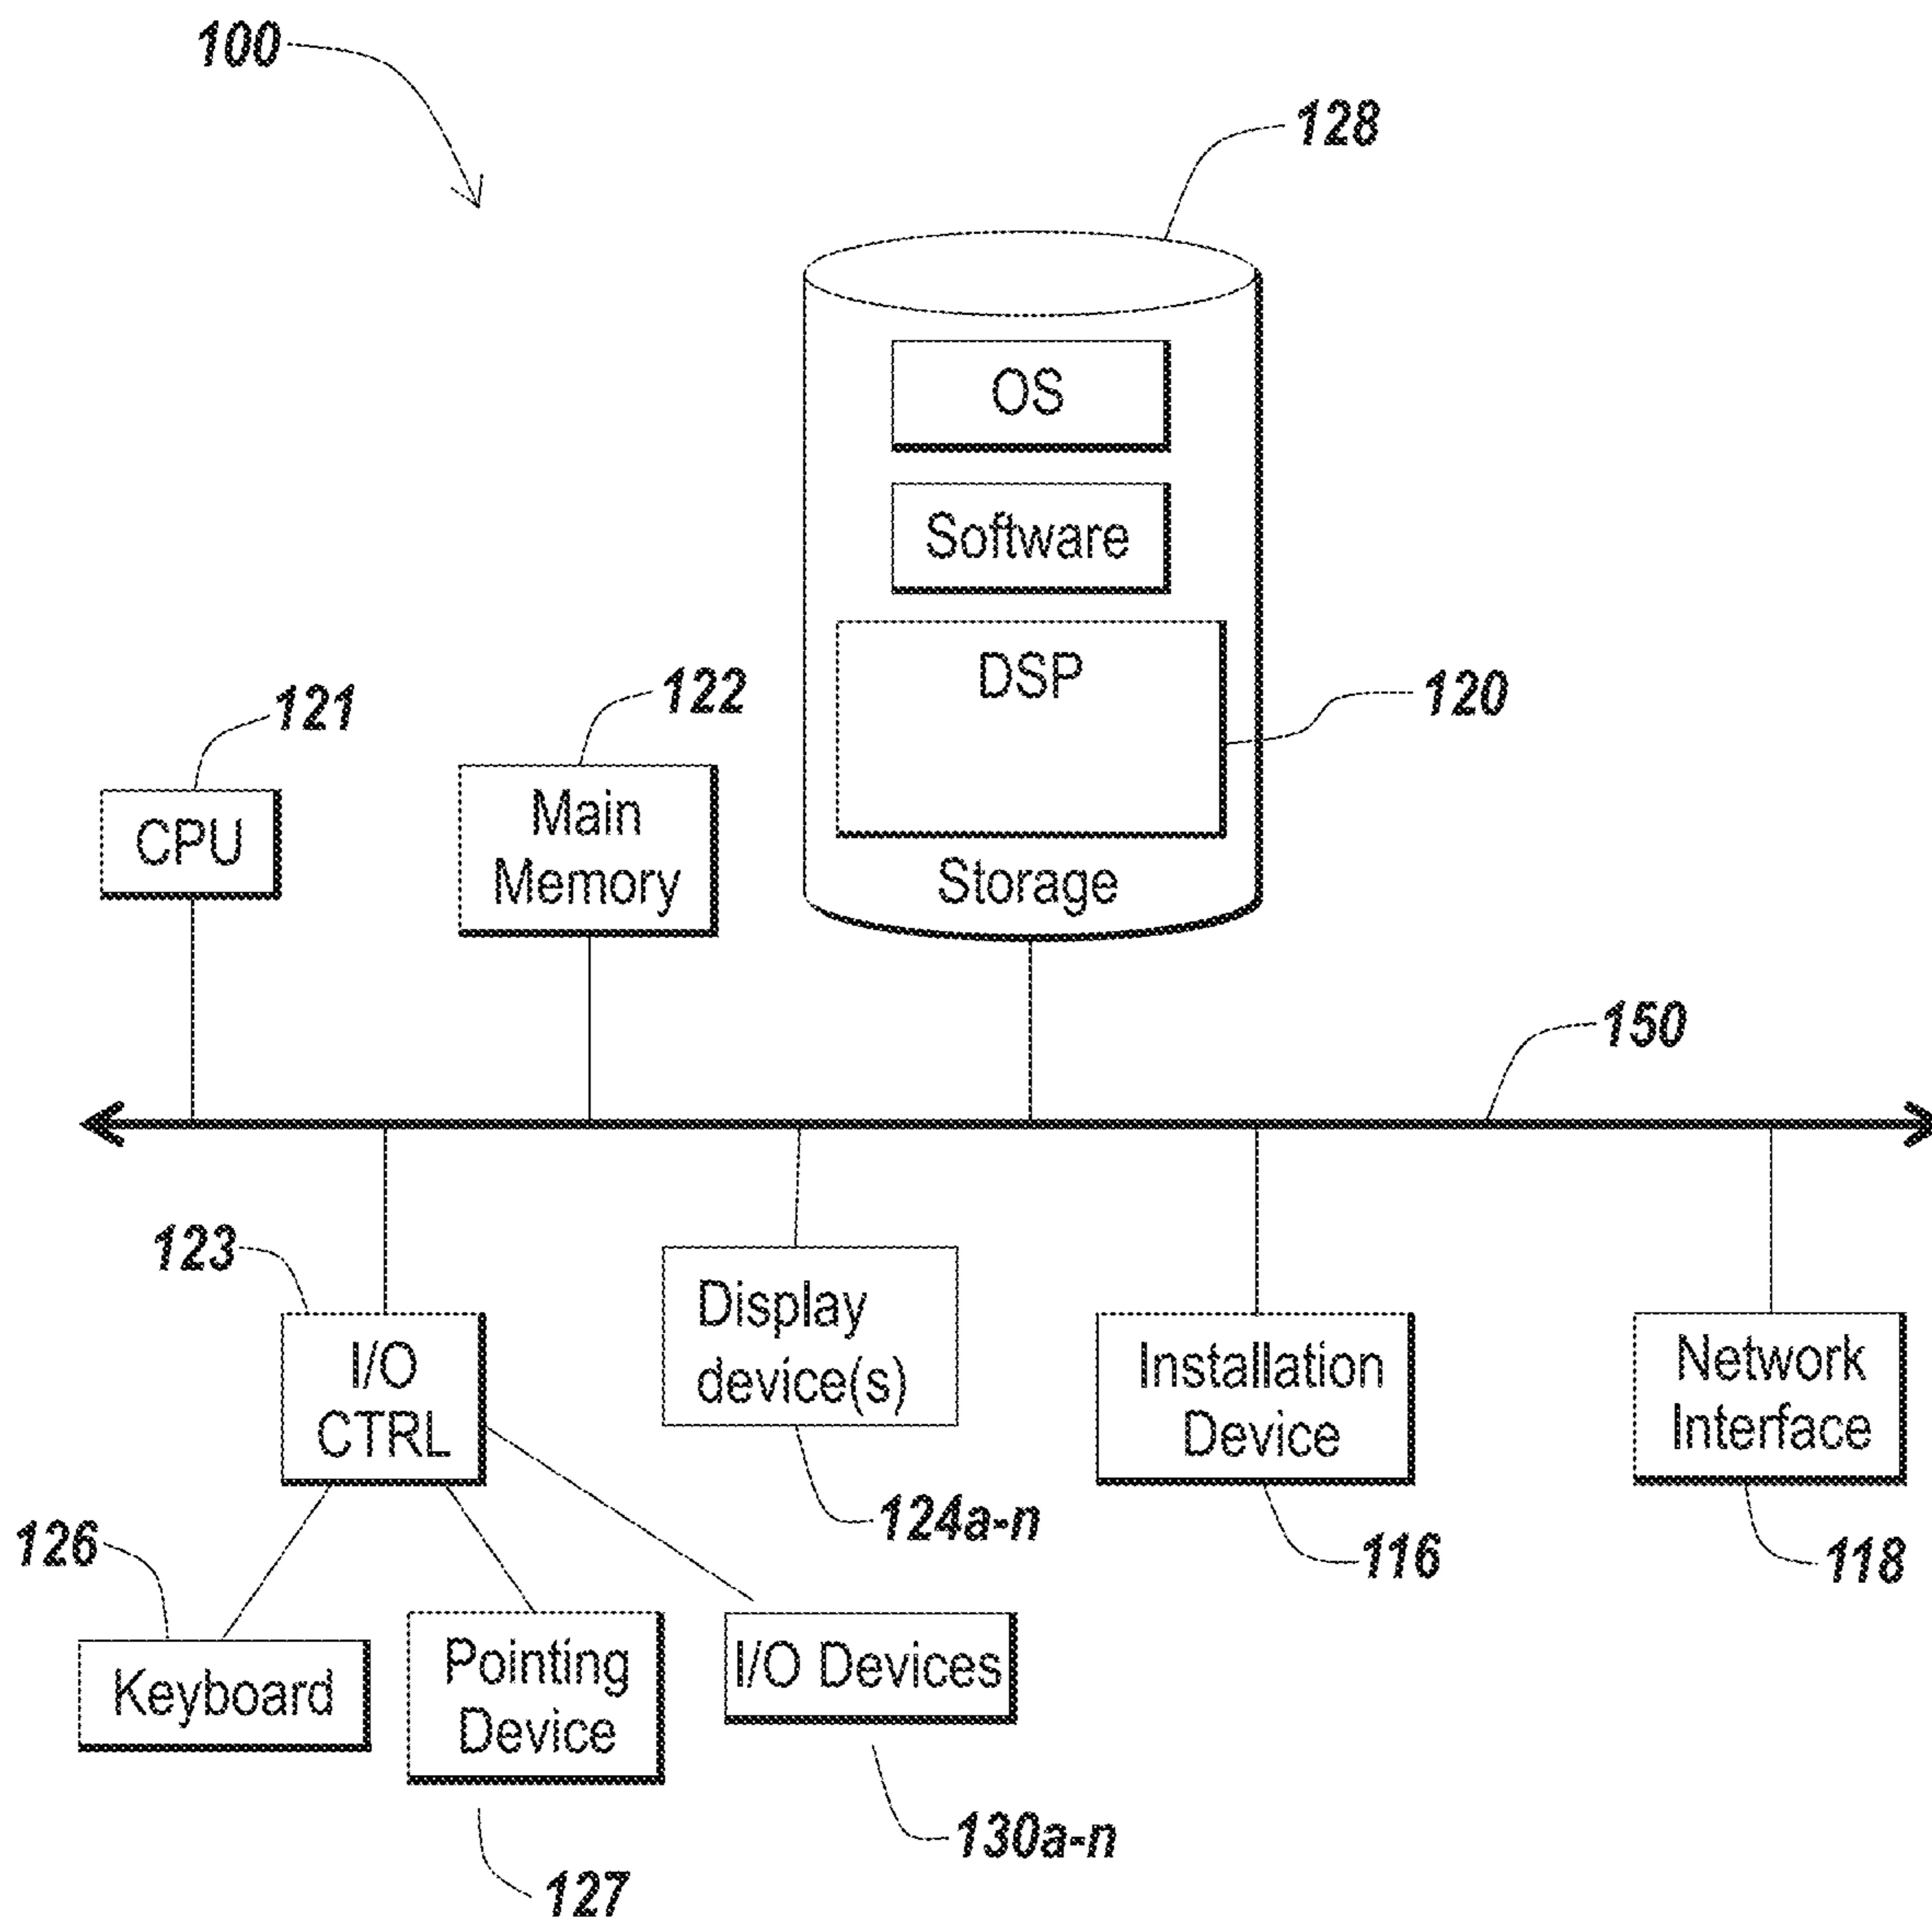 100
128
OS
Software
DSP
120
Storage
121
CPU
122
Main
Memory
150
123
I/O
CTRL
Display
device(s)
124a-n
Installation
Device
116
Network
Interface
118
126
Keyboard
Pointing
Device
127
I/O Devices
130a-n